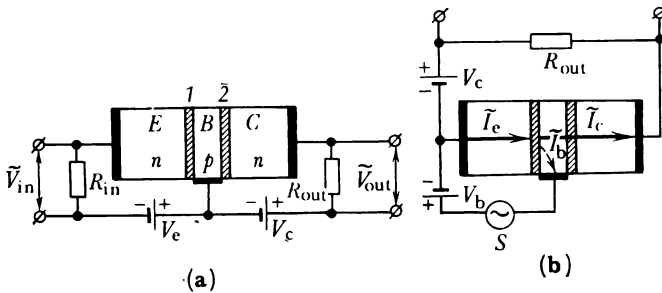 1 2
E B C
n p n
Ṽin Rin Rout Ṽout
− + − +
Ve Vc
(a)
Rout
+
Vc
−
Ĩe Ĩb Ĩc
−
Vb
+
S
(b)